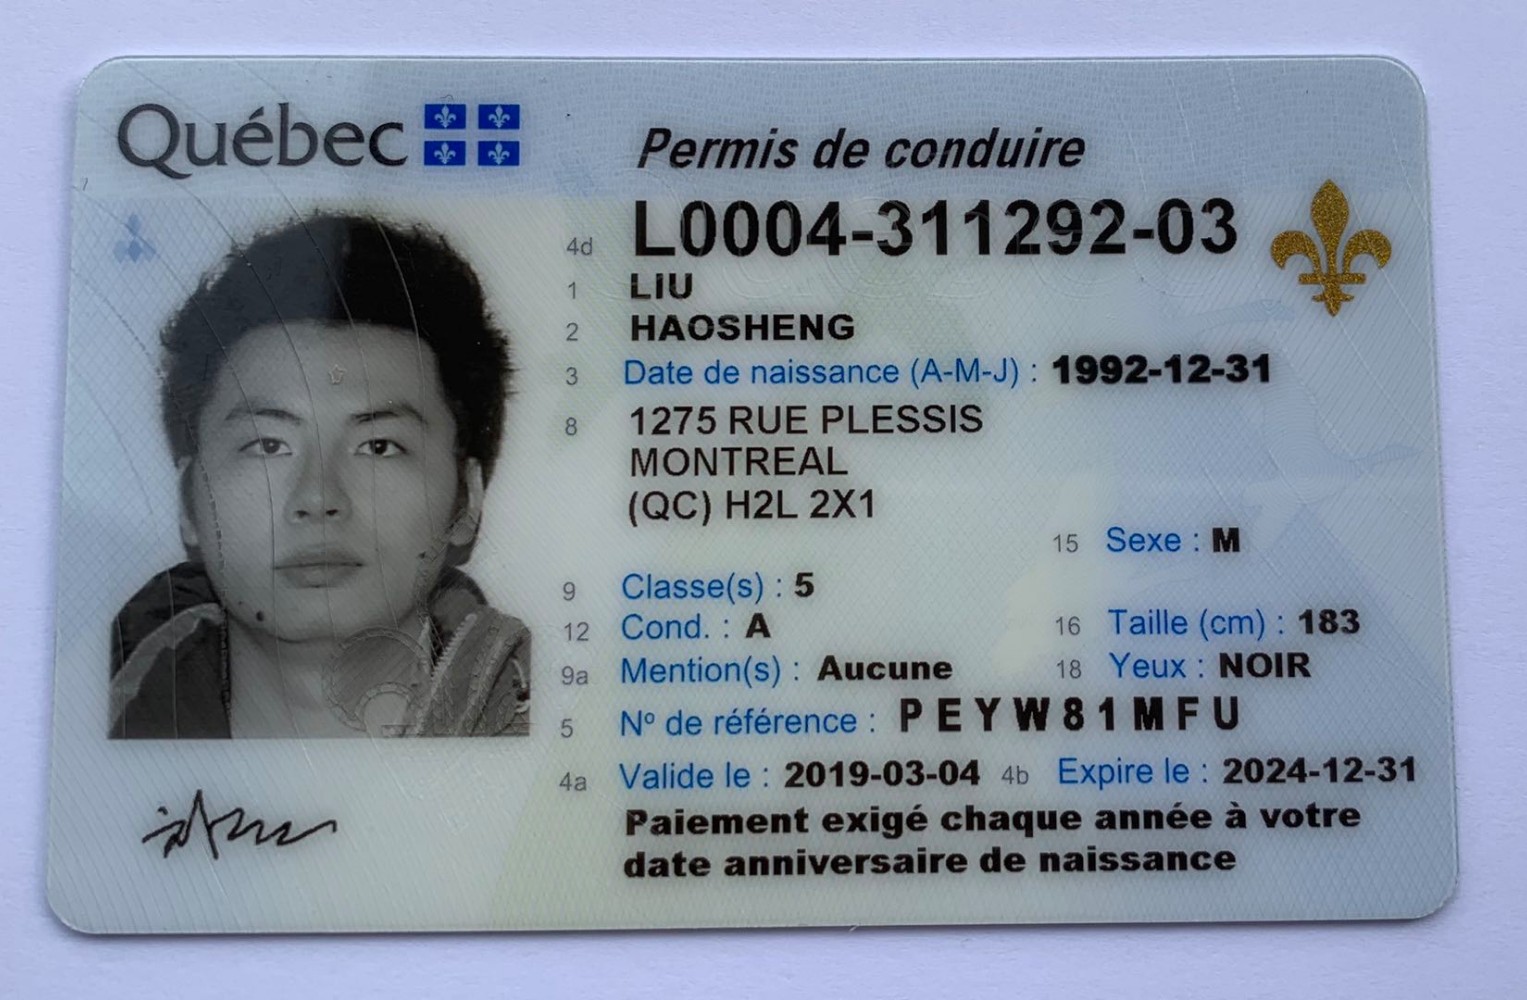 Québec
Permis de conduire
4d L0004-311292-03
1 LIU
2 HAOSHENG
3 Date de naissance (A-M-J) : 1992-12-31
8 1275 RUE PLESSIS
MONTREAL
(QC) H2L 2X1
15 Sexe : M
9 Classe(s) : 5
12 Cond. : A
16 Taille (cm) : 183
9a Mention(s) : Aucune
18 Yeux : NOIR
5 Nº de référence : PEYW81MFU
4a Valide le : 2019-03-04 4b Expire le : 2024-12-31
Paiement exigé chaque année à votre
date anniversaire de naissance